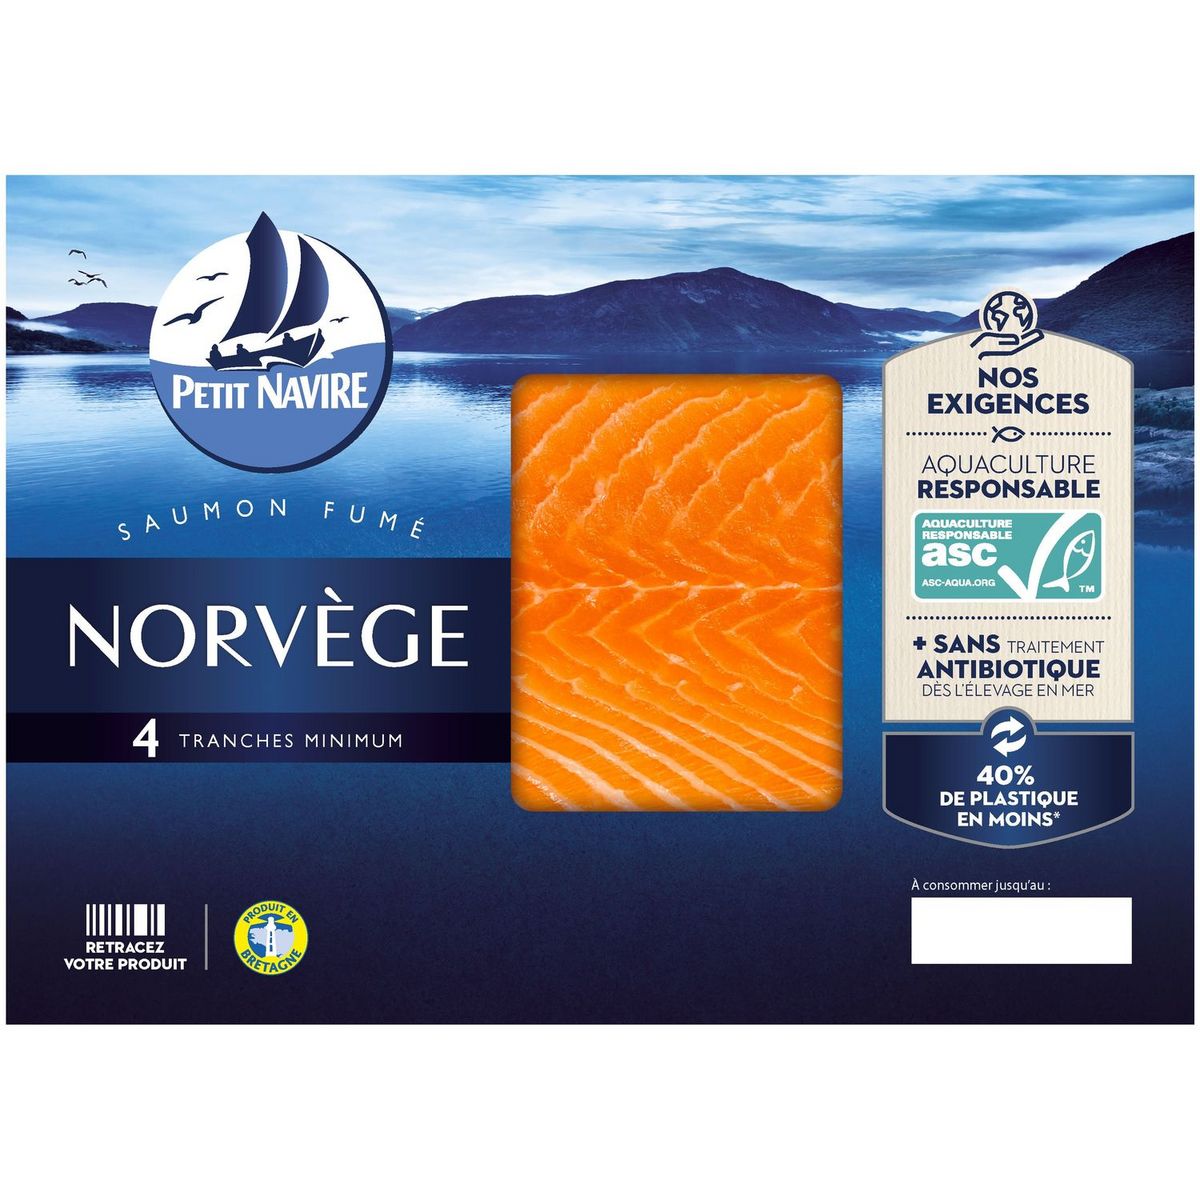 PETIT NAVIRE
SAUMON FUMÉ
NORVÈGE
4 TRANCHES MINIMUM
RETRACEZ
VOTRE PRODUIT
PRODUIT EN
BRETAGNE
NOS
EXIGENCES
AQUACULTURE
RESPONSABLE
AQUACULTURE
RESPONSABLE
asc
ASC-AQUA.ORG
TM
+ SANS TRAITEMENT
ANTIBIOTIQUE
DÈS L'ÉLEVAGE EN MER
40%
DE PLASTIQUE
EN MOINS*
À consommer jusqu'au :